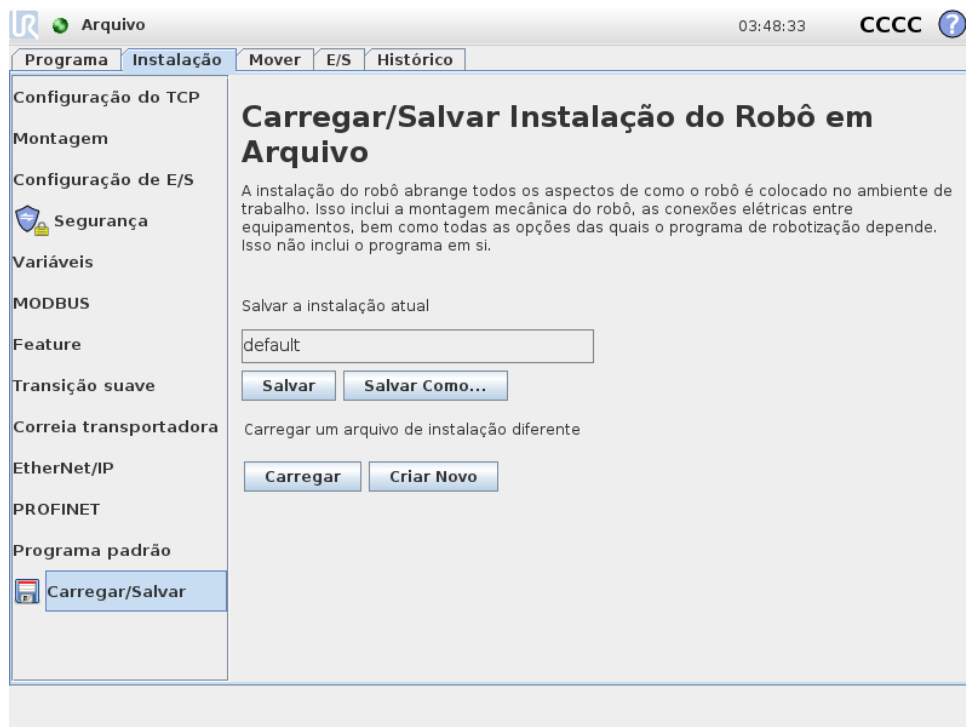 UR Arquivo 03:48:33 CCCC ?
Programa Instalação Mover E/S Histórico
Configuração do TCP
Montagem
Configuração de E/S
Segurança
Variáveis
MODBUS
Feature
Transição suave
Correia transportadora
EtherNet/IP
PROFINET
Programa padrão
Carregar/Salvar
Carregar/Salvar Instalação do Robô em
Arquivo
A instalação do robô abrange todos os aspectos de como o robô é colocado no ambiente de
trabalho. Isso inclui a montagem mecânica do robô, as conexões elétricas entre
equipamentos, bem como todas as opções das quais o programa de robotização depende.
Isso não inclui o programa em si.
Salvar a instalação atual
default
Salvar Salvar Como...
Carregar um arquivo de instalação diferente
Carregar Criar Novo